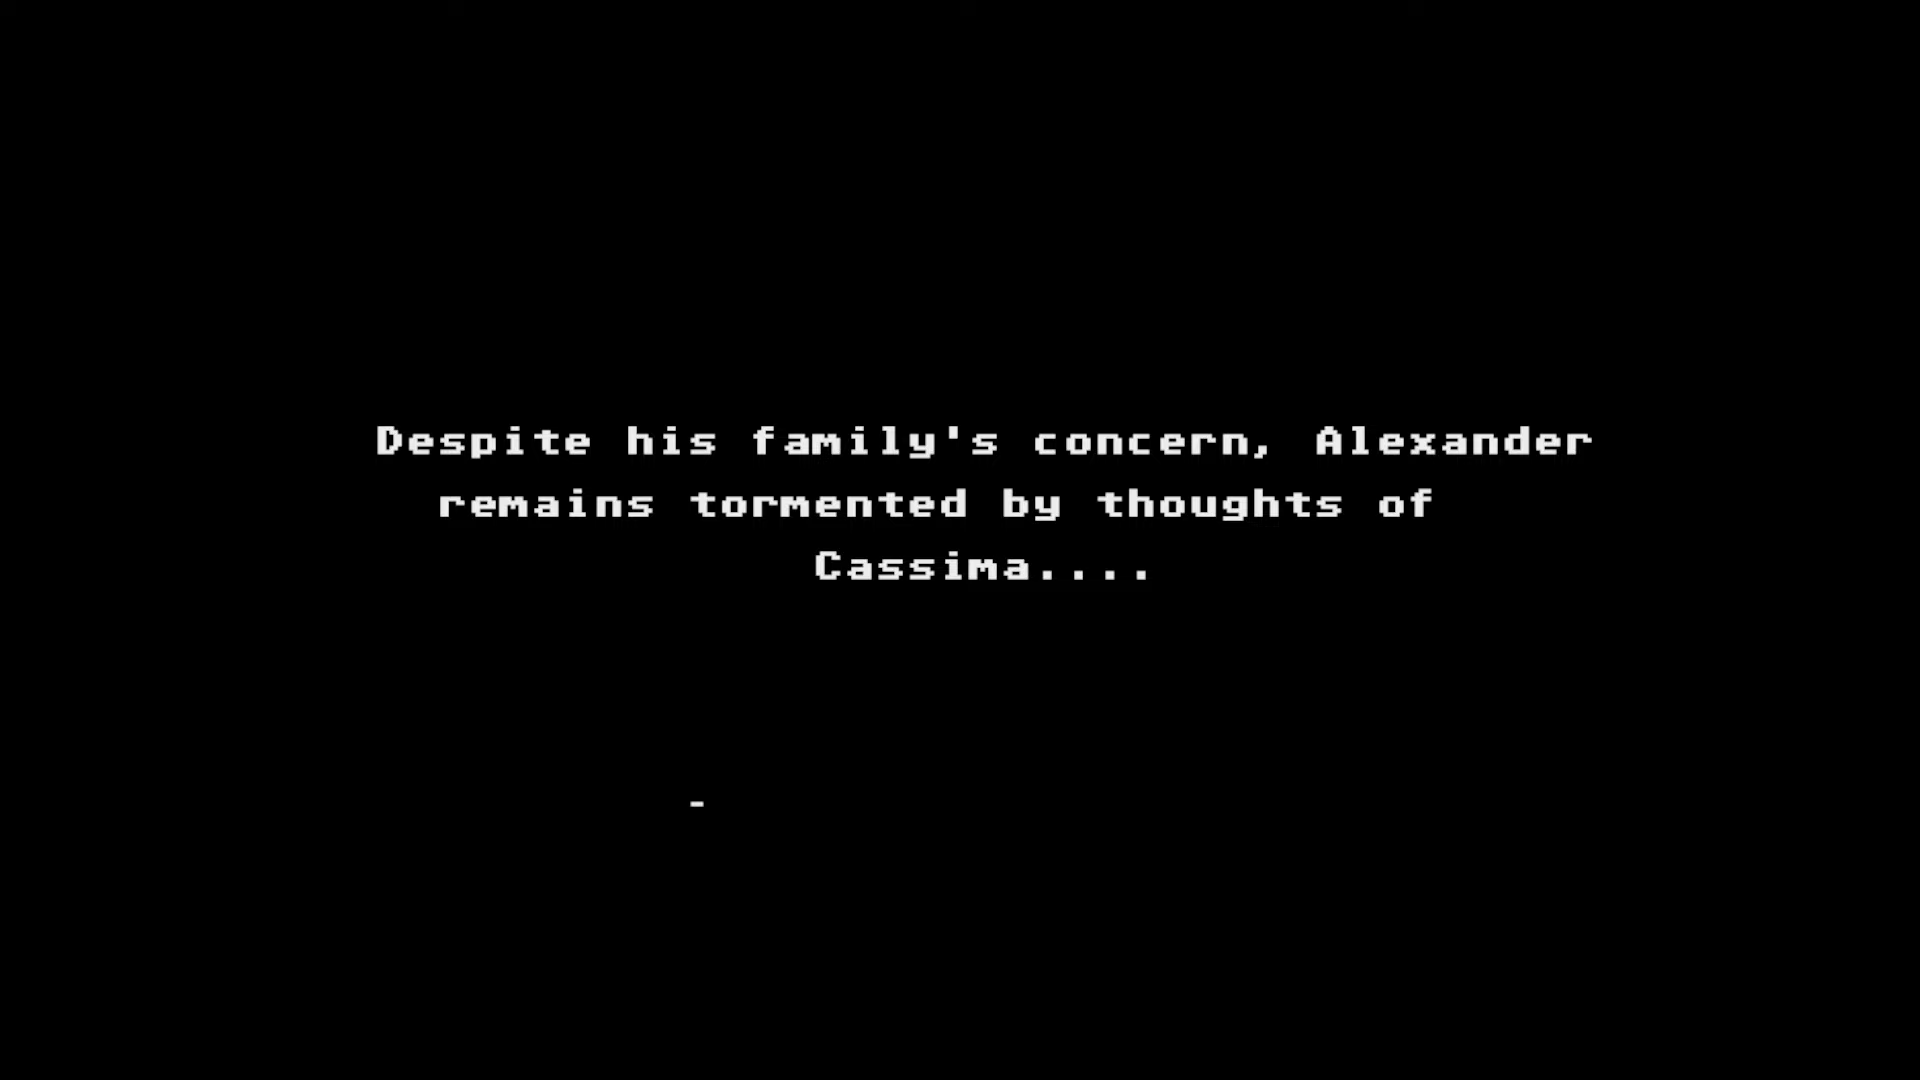 Despite his family's concern, Alexander
remains tormented by thoughts of
Cassima....
-